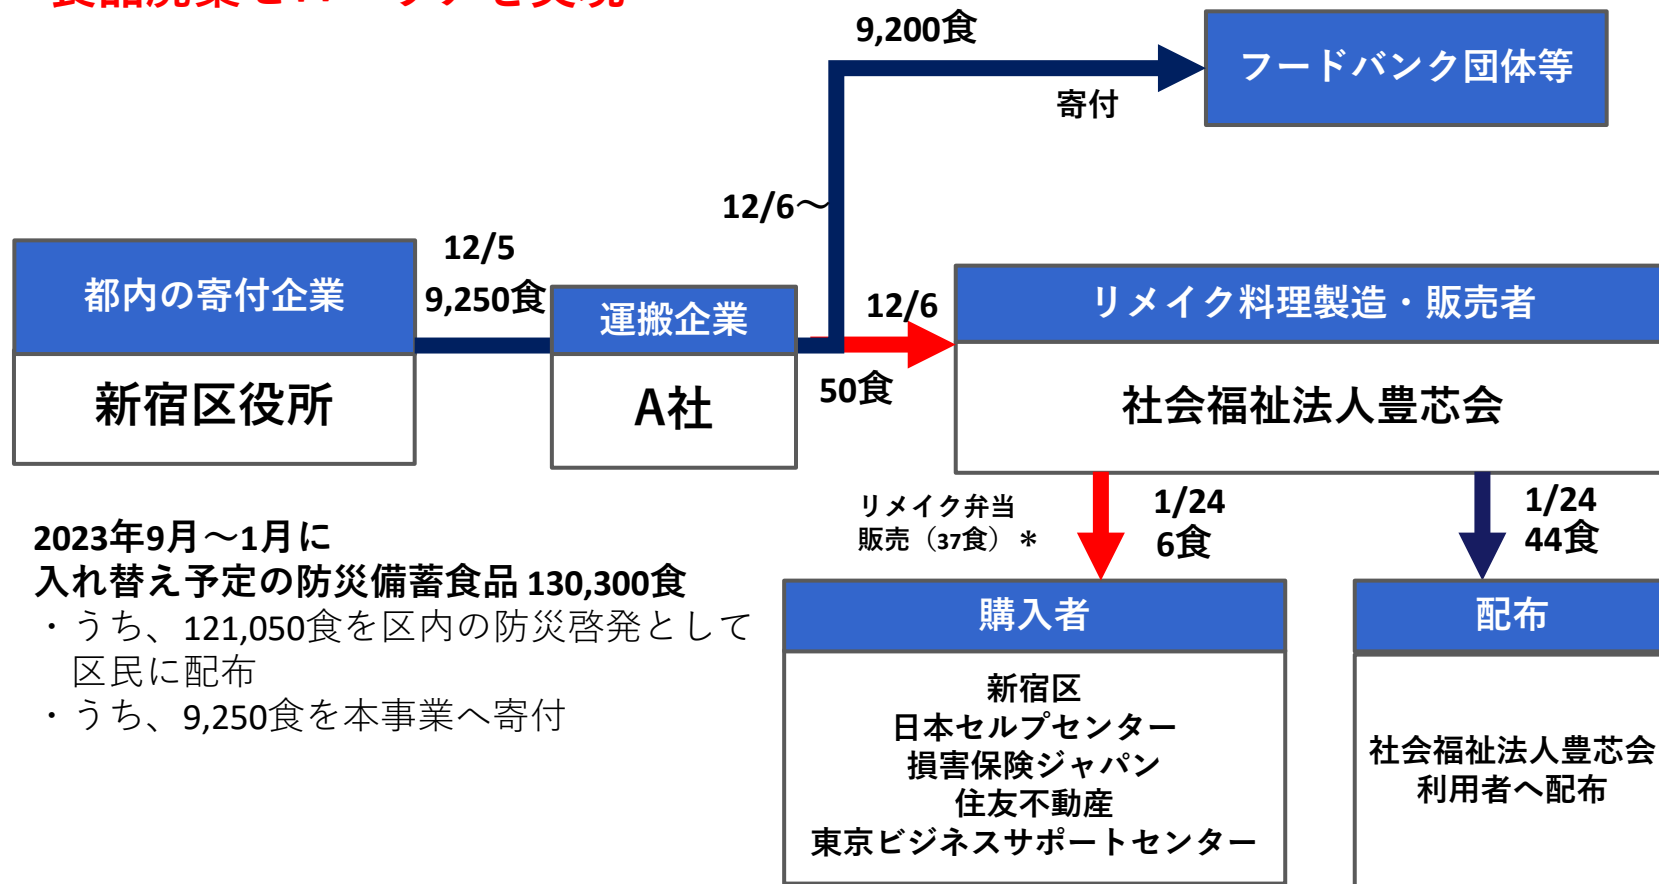 9,200食
フードバンク団体等
寄付
12/6～
12/5
9,250食
都内の寄付企業
新宿区役所
運搬企業
A社
12/6
50食
リメイク料理製造・販売者
社会福祉法人豊芯会
リメイク弁当
販売（37食）＊
1/24
6食
1/24
44食
2023年9月～1月に
入れ替え予定の防災備蓄食品 130,300食
・うち、121,050食を区内の防災啓発として
区民に配布
・うち、9,250食を本事業へ寄付
購入者
新宿区
日本セルプセンター
損害保険ジャパン
住友不動産
東京ビジネスサポートセンター
配布
社会福祉法人豊芯会
利用者へ配布